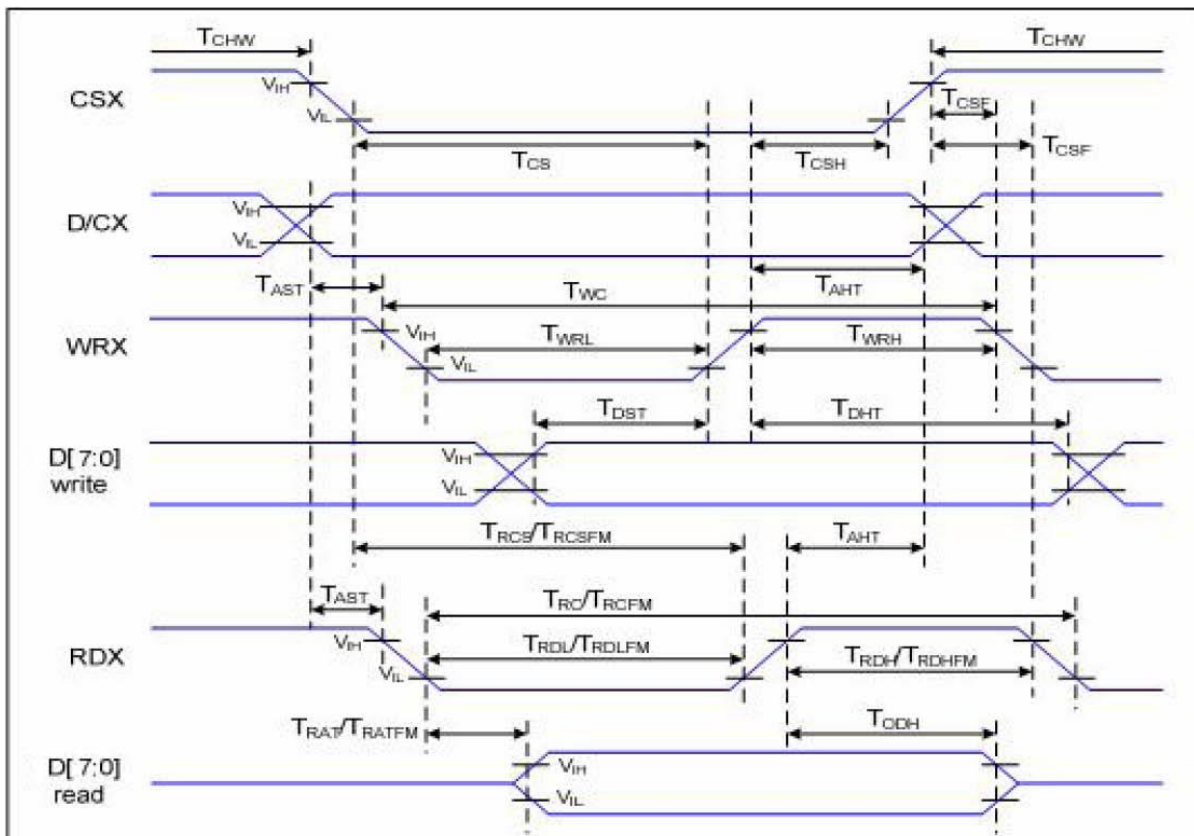 TCHW
TCHW
CSX
VIH
VIL
TCSF
TCS
TCSH
TCSF
D/CX
VIH
VIL
TAST
TWC
TAHT
WRX
VIH
VIL
TWRL
TWRH
TDST
TDHT
D[7:0]
write
VIH
VIL
TRCS/TRCSFM
TAHT
TAST
TRC/TRCFM
RDX
VIH
VIL
TRDL/TRDLFM
TRDH/TRDHFM
TRAT/TRATFM
TODH
D[7:0]
read
VIH
VIL